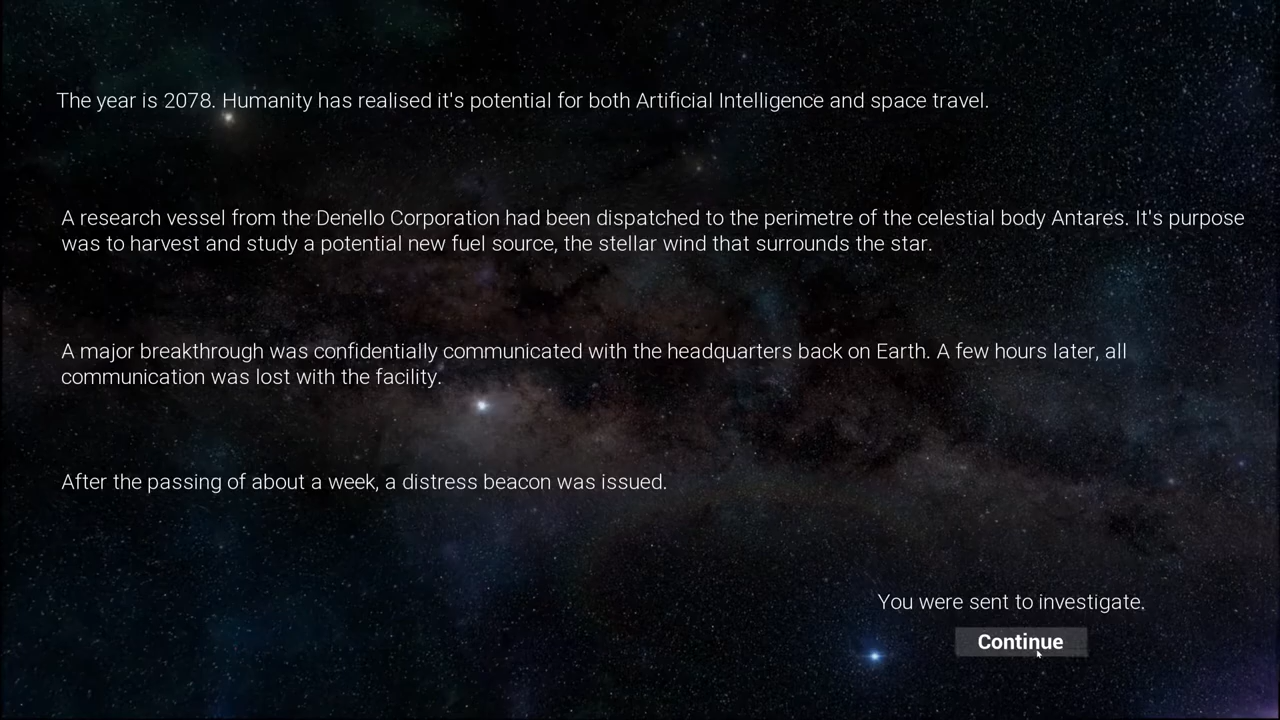 The year is 2078. Humanity has realised it's potential for both Artificial Intelligence and space travel.
A research vessel from the Denello Corporation had been dispatched to the perimetre of the celestial body Antares. It's purpose
was to harvest and study a potential new fuel source, the stellar wind that surrounds the star.
A major breakthrough was confidentially communicated with the headquarters back on Earth. A few hours later, all
communication was lost with the facility.
After the passing of about a week, a distress beacon was issued.
You were sent to investigate.
Continue